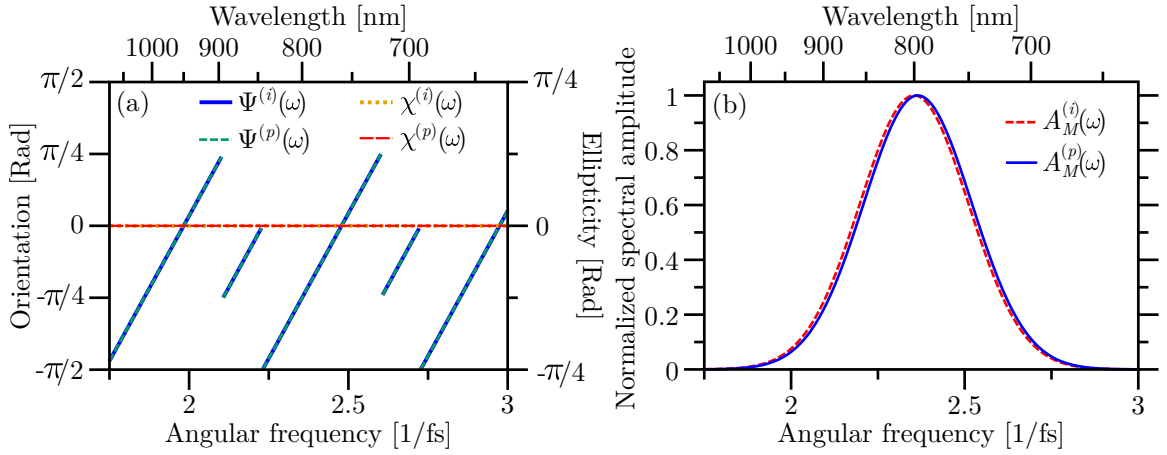 Wavelength [nm]
1000 900 800 700
π/2
π/4
0
-π/4
-π/2
Orientation [Rad]
(a)
Ψ⁽ⁱ⁾(ω)
χ⁽ⁱ⁾(ω)
Ψ⁽ᵖ⁾(ω)
χ⁽ᵖ⁾(ω)
π/4
0
-π/4
Ellipticity [Rad]
2 2.5 3
Angular frequency [1/fs]
Wavelength [nm]
1000 900 800 700
Normalized spectral amplitude
1
0.8
0.6
0.4
0.2
0
(b)
A_M⁽ⁱ⁾(ω)
A_M⁽ᵖ⁾(ω)
2 2.5 3
Angular frequency [1/fs]